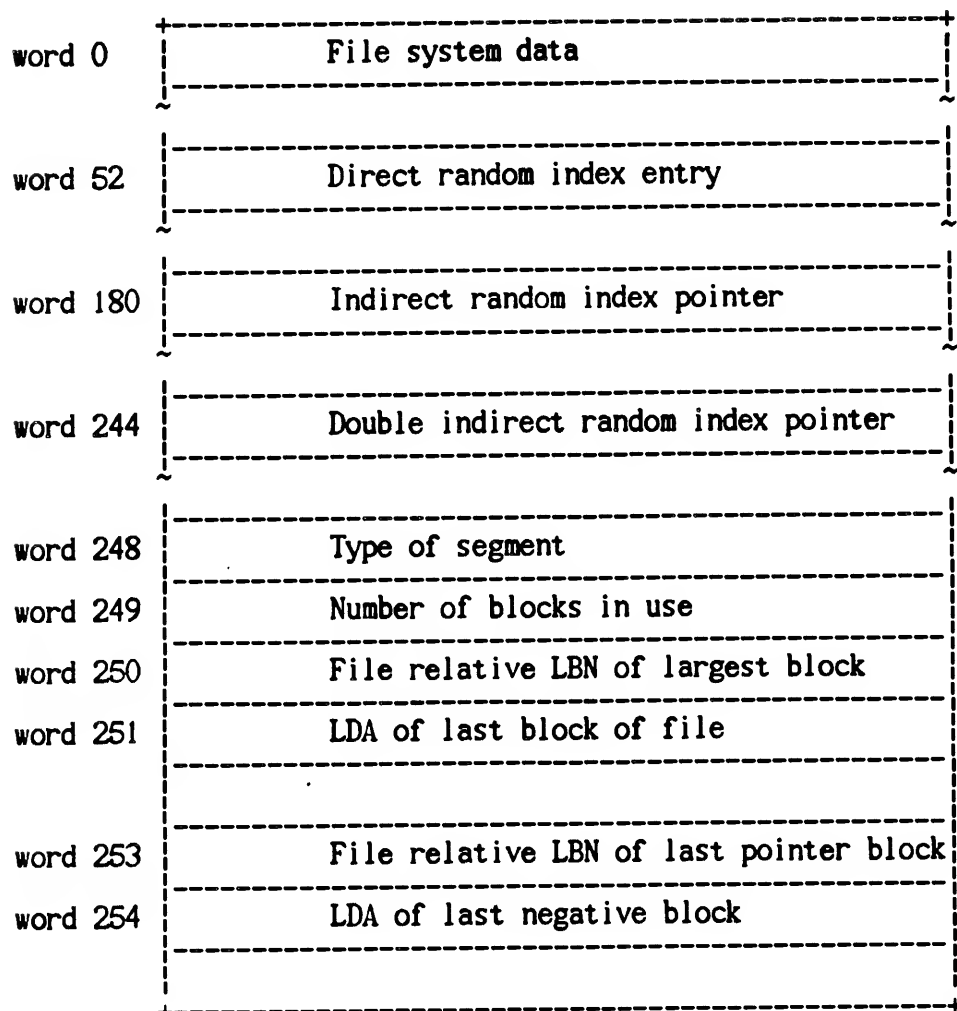 word 0 File system data
word 52 Direct random index entry
word 180 Indirect random index pointer
word 244 Double indirect random index pointer
word 248 Type of segment
word 249 Number of blocks in use
word 250 File relative LBN of largest block
word 251 LDA of last block of file
word 253 File relative LBN of last pointer block
word 254 LDA of last negative block